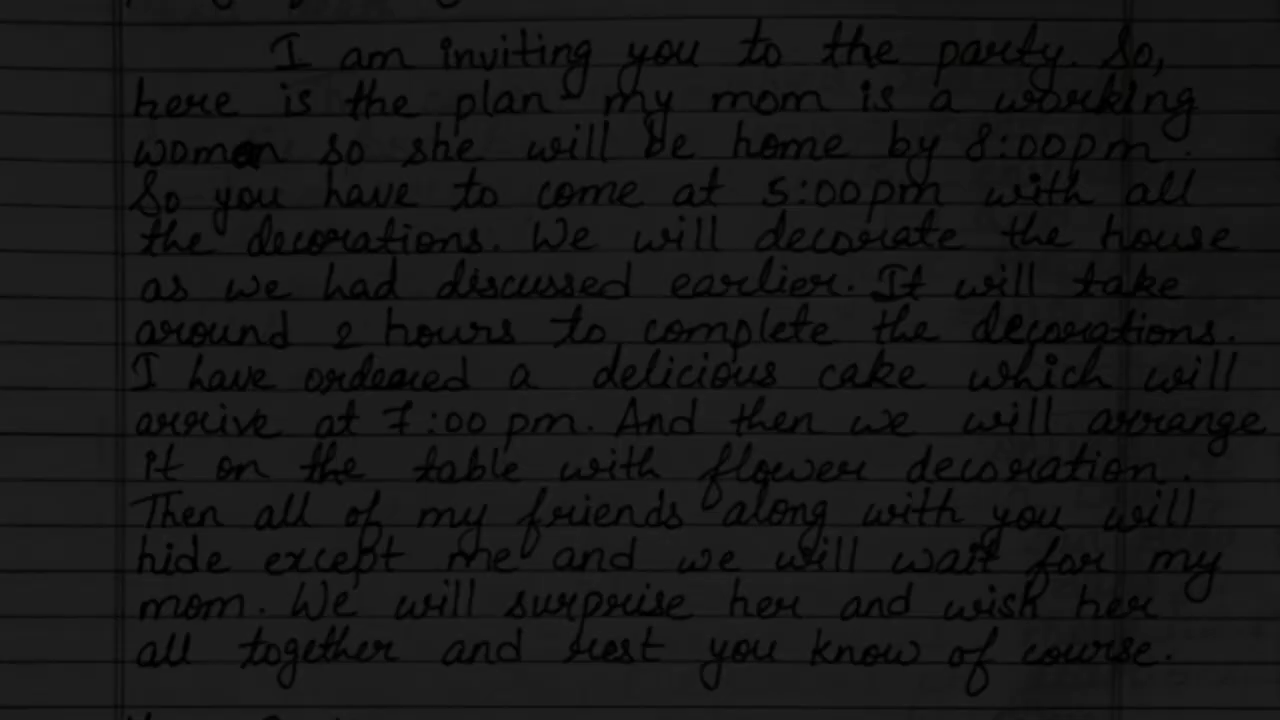 I am inviting you to the party. So,
here is the plan - my mom is a working
woman so she will be home by 8:00pm.
So you have to come at 5:00pm with all
the decorations. We will decorate the house
as we had discussed earlier. It will take
around 2 hours to complete the decorations.
I have ordered a delicious cake which will
arrive at 7:00 pm. And then we will arrange
it on the table with flower decoration.
Then all of my friends along with you will
hide except me and we will wait for my
mom. We will surprise her and wish her
all together and rest you know of course.